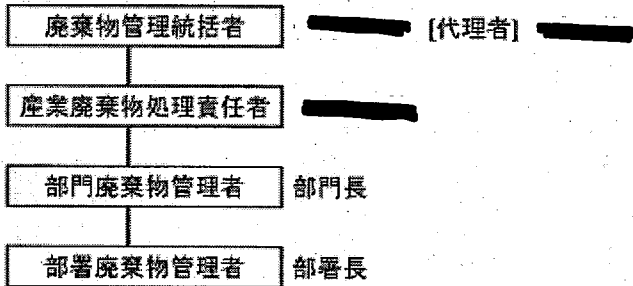 廃棄物管理統括者 [代理者]
産業廃棄物処理責任者
部門廃棄物管理者 部門長
部署廃棄物管理者 部署長